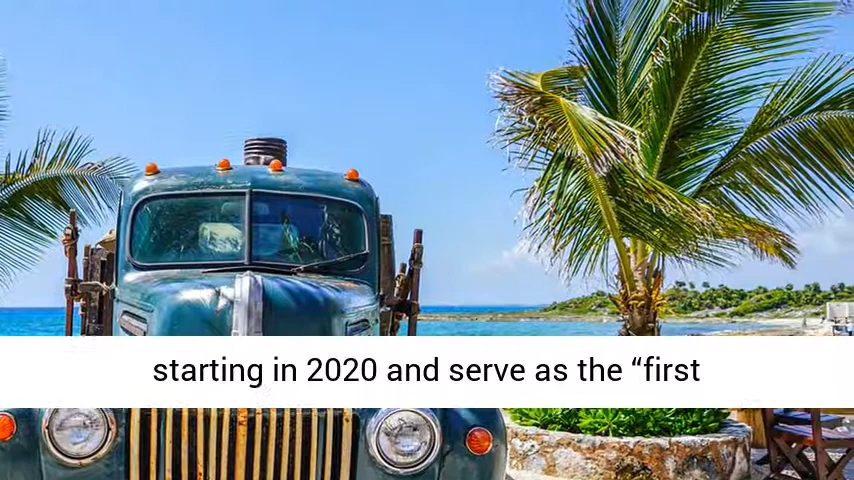 starting in 2020 and serve as the “first